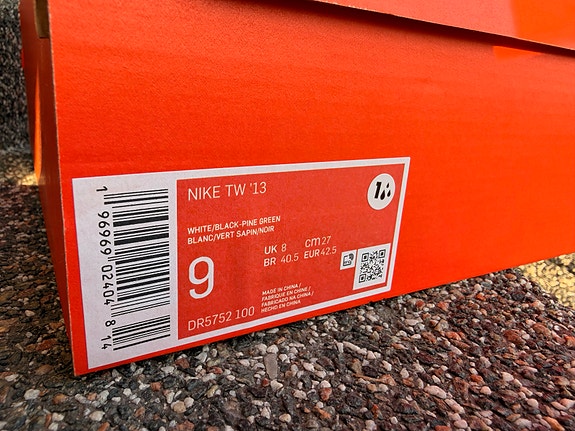 NIKE TW '13
WHITE/BLACK-PINE GREEN
BLANC/VERT SAPIN/NOIR
9
UK 8 cm 27
BR 40.5 EUR 42.5
MADE IN CHINA /
FABRIQUE EN CHINE /
FABRICADO NA CHINA /
HECHO EN CHINA
DR5752 100
1 96969 02404 8 14